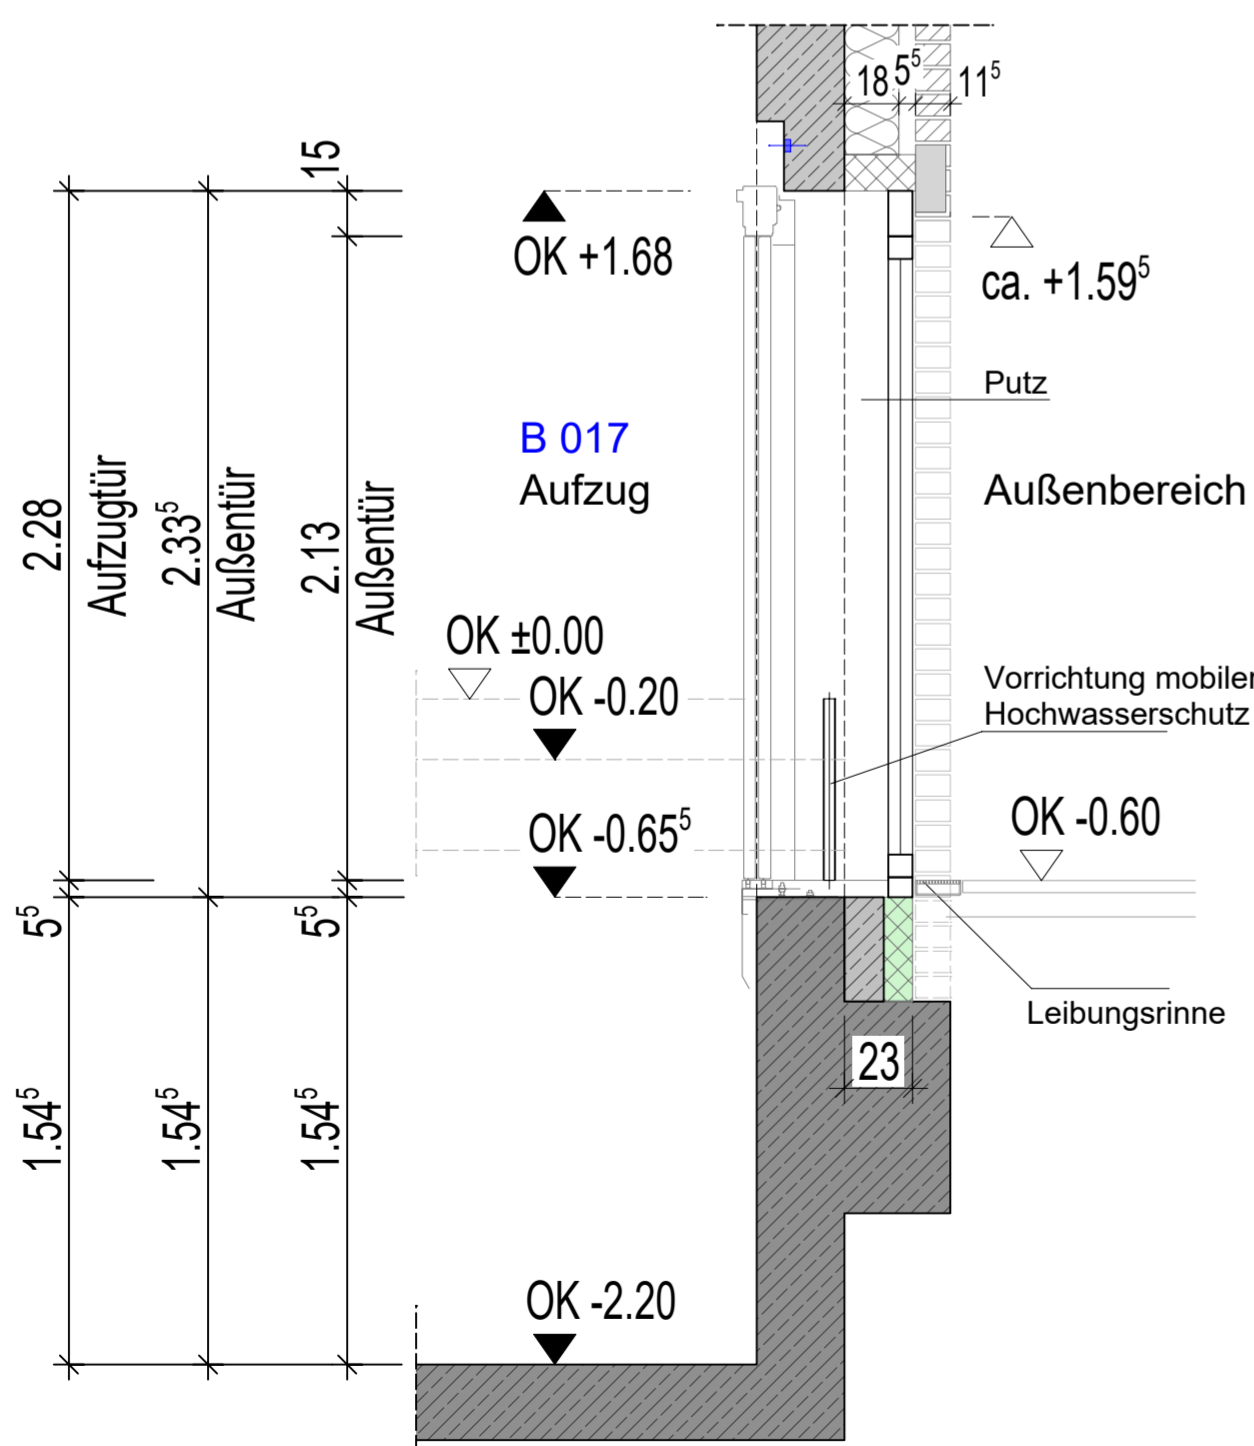 18 5⁵ 11⁵
15
OK +1.68
ca. +1.59⁵
Putz
B 017
Aufzug
Außenbereich
2.28
Aufzugtür
2.33⁵
Außentür
2.13
Außentür
OK ±0.00
OK -0.20
Vorrichtung mobiler
Hochwasserschutz
OK -0.65⁵
OK -0.60
5⁵
5⁵
Leibungsrinne
23
1.54⁵
1.54⁵
1.54⁵
OK -2.20